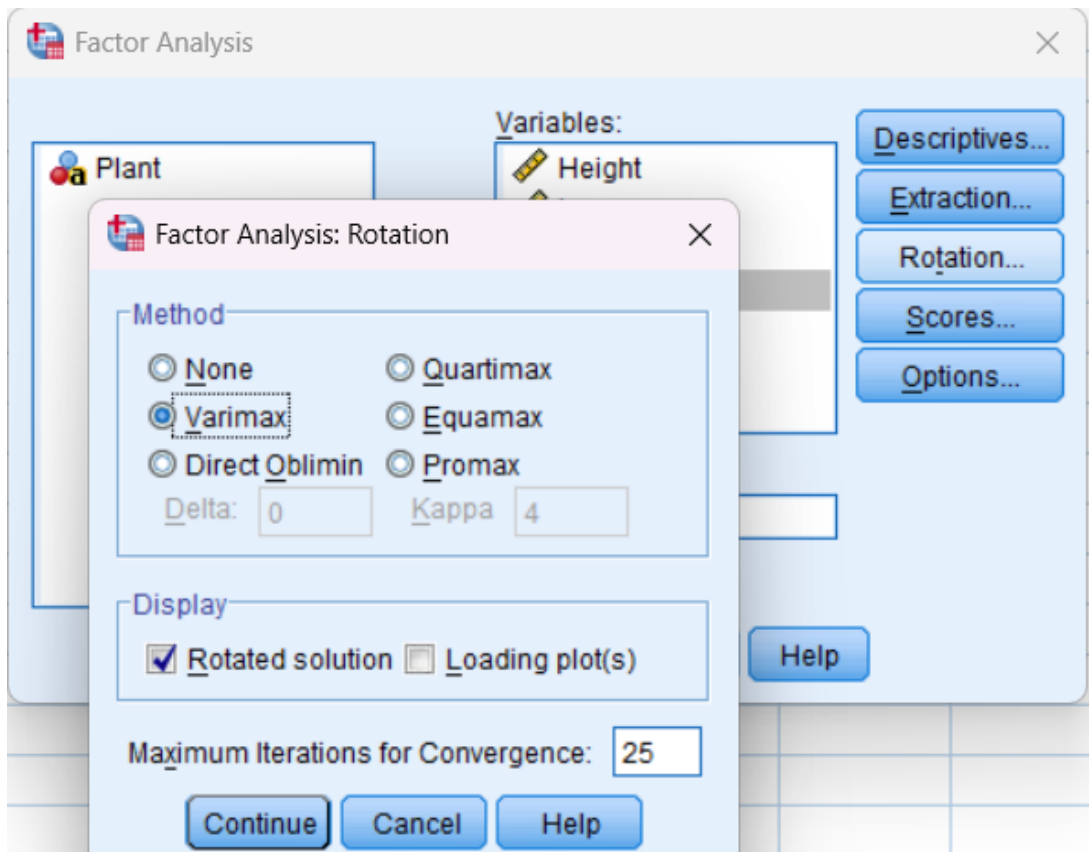 Factor Analysis
Variables:
Plant
Height
Descriptives...
Extraction...
Rotation...
Scores...
Options...
Factor Analysis: Rotation
Method
None
Quartimax
Varimax
Equamax
Direct Oblimin
Promax
Delta: 0
Kappa 4
Display
Rotated solution
Loading plot(s)
Help
Maximum Iterations for Convergence: 25
Continue
Cancel
Help